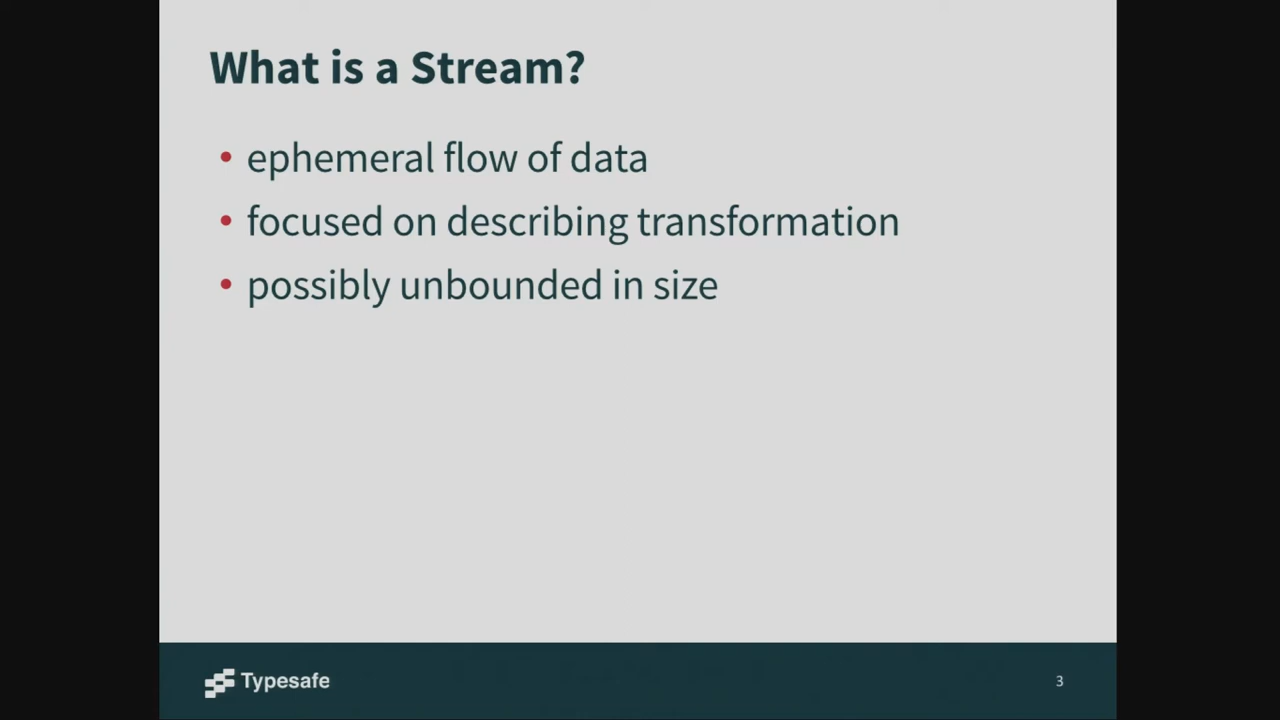 What is a Stream?
• ephemeral flow of data
• focused on describing transformation
• possibly unbounded in size
Typesafe
3